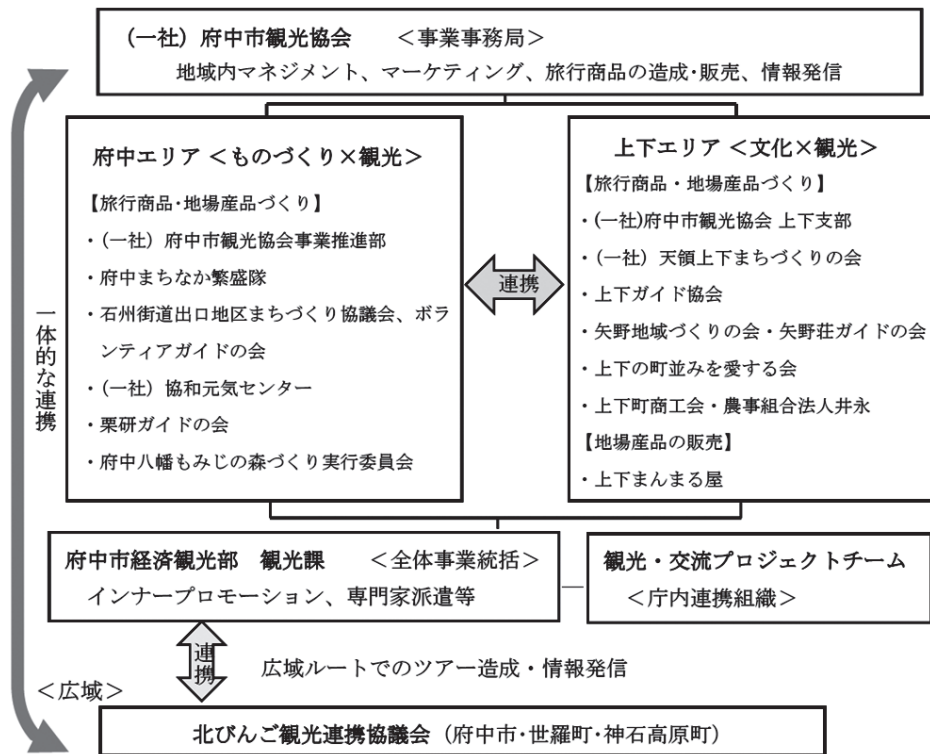 (一社)府中市観光協会 <事業事務局>
地域内マネジメント、マーケティング、旅行商品の造成・販売、情報発信
府中エリア <ものづくり×観光>
【旅行商品・地場産品づくり】
・(一社)府中市観光協会事業推進部
・府中まちなか繁盛隊
・石州街道出口地区まちづくり協議会、ボラ
ンティアガイドの会
・(一社)協和元気センター
・栗研ガイドの会
・府中八幡もみじの森づくり実行委員会
連携
上下エリア <文化×観光>
【旅行商品・地場産品づくり】
・(一社)府中市観光協会 上下支部
・(一社)天領上下まちづくりの会
・上下ガイド協会
・矢野地域づくりの会・矢野荘ガイドの会
・上下の町並みを愛する会
・上下町商工会・農事組合法人井永
【地場産品の販売】
・上下まんまる屋
一体的な連携
府中市経済観光部 観光課 <全体事業統括>
インナープロモーション、専門家派遣等
観光・交流プロジェクトチーム
<庁内連携組織>
連携
広域ルートでのツアー造成・情報発信
<広域>
北びんご観光連携協議会(府中市・世羅町・神石高原町)